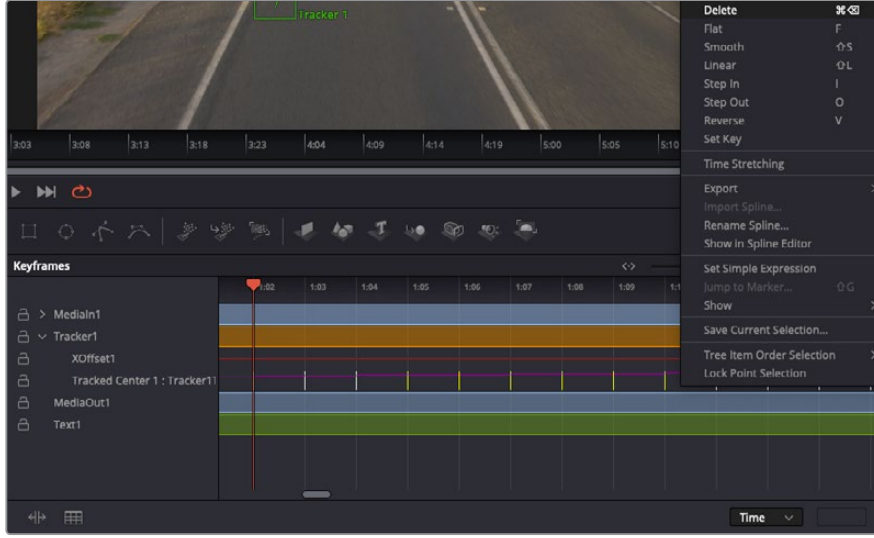 Tracker 1
Delete ⌘⌫
Flat F
Smooth ⇧S
Linear ⇧L
Step In I
Step Out O
Reverse V
Set Key
Time Stretching
Export
Import Spline...
Rename Spline...
Show in Spline Editor
Set Simple Expression
Jump to Marker... ⇧G
Show
Save Current Selection...
Tree Item Order Selection
Lock Point Selection
3:03 3:08 3:13 3:18 3:23 4:04 4:09 4:14 4:19 5:00 5:05 5:10
Keyframes
1:02 1:03 1:04 1:05 1:06 1:07 1:08 1:09
MediaIn1
Tracker1
XOffset1
Tracked Center 1 : Tracker1
MediaOut1
Text1
Time